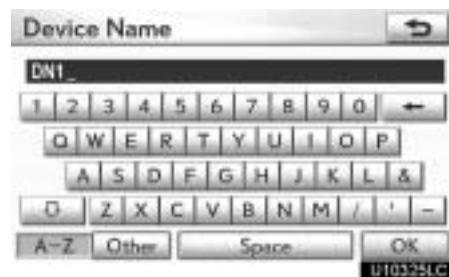 Device Name
DN1_
1 2 3 4 5 6 7 8 9 0 ←
Q W E R T Y U I O P
A S D F G H J K L &
Z X C V B N M / ' -
A-Z Other Space OK
U10325LC